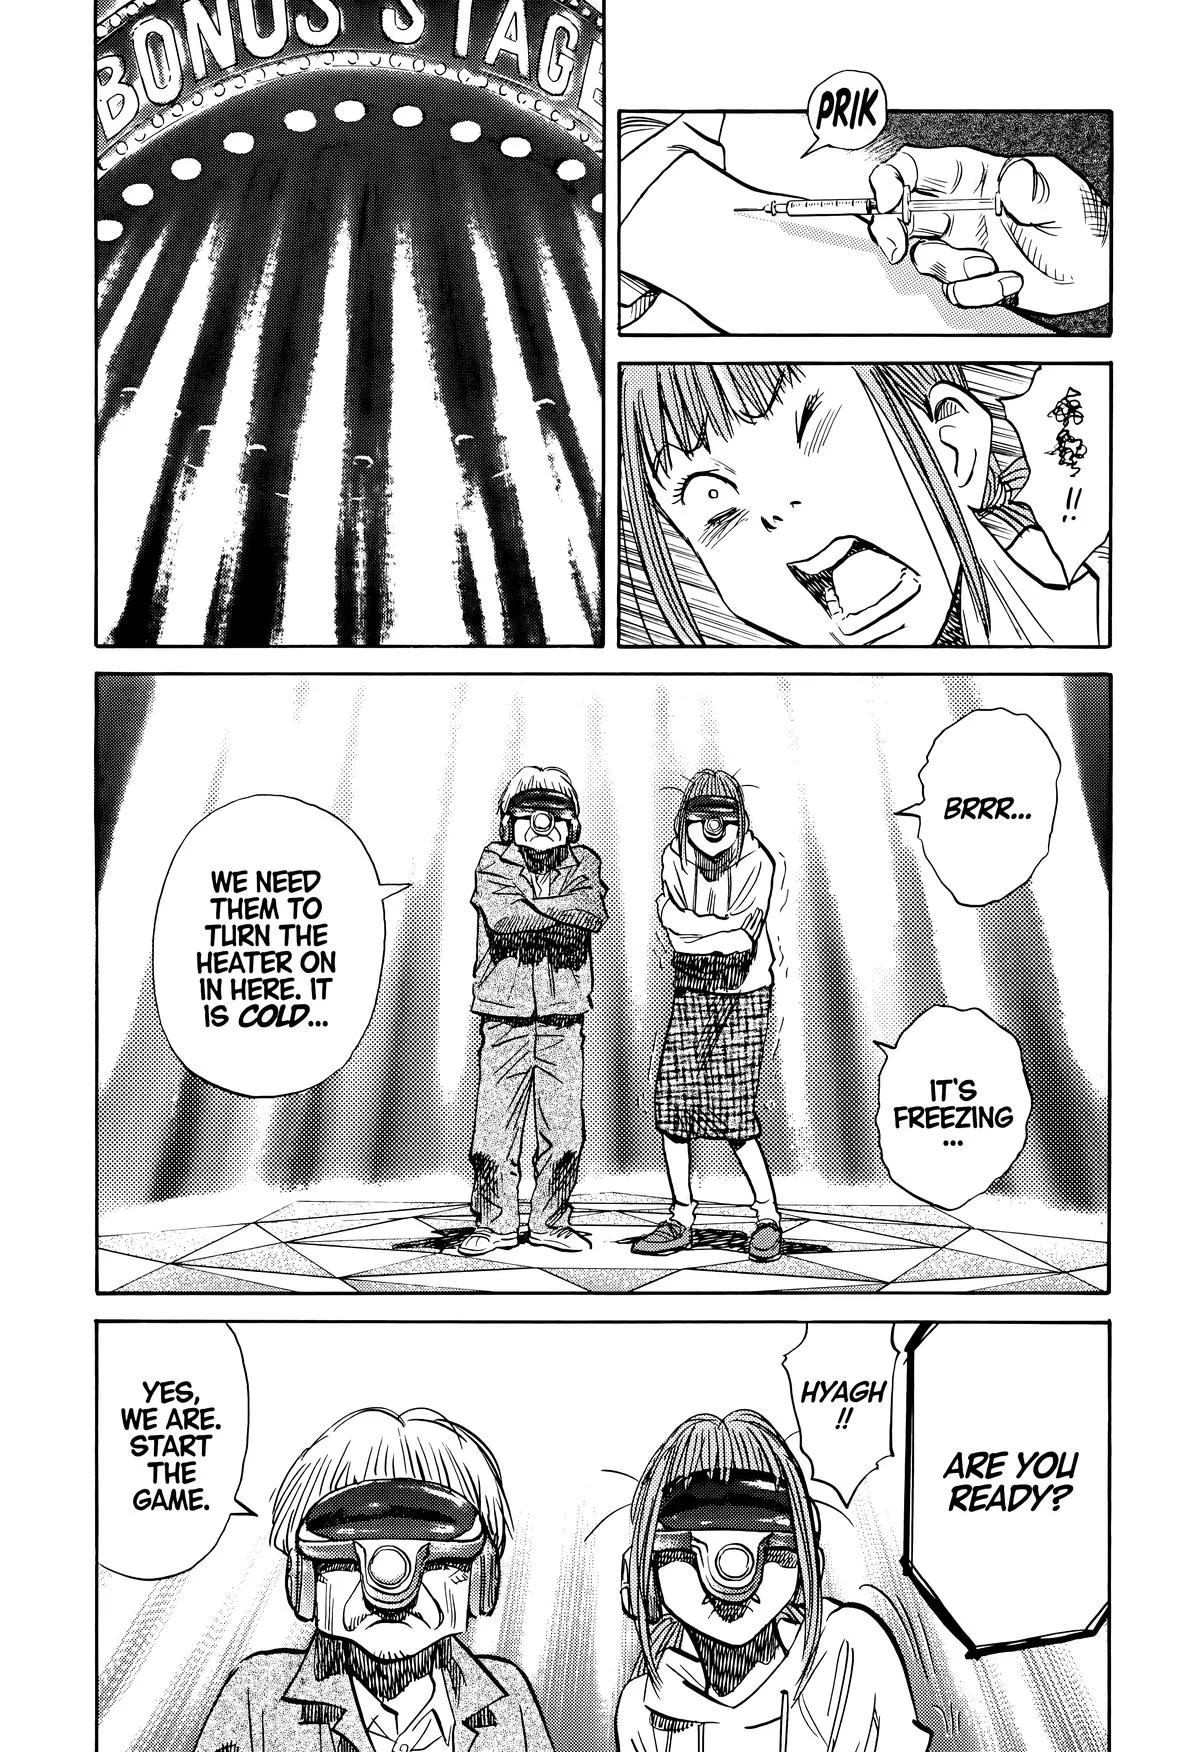 PRIK
!!
BONUS STAGE
BRRR...
IT'S
FREEZING
...
WE NEED
THEM TO
TURN THE
HEATER ON
IN HERE. IT
IS COLD...
ARE YOU
READY?
HYAGH
!!
YES,
WE ARE.
START
THE
GAME.